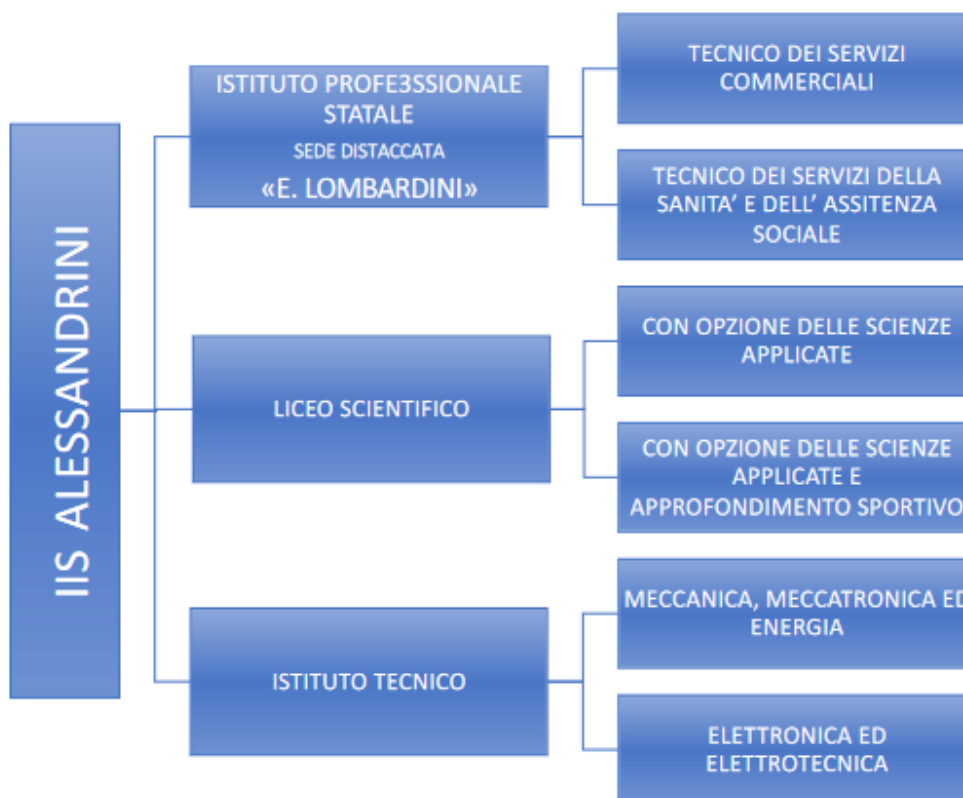 IIS ALESSANDRINI
ISTITUTO PROFE3SSIONALE
STATALE
SEDE DISTACCATA
«E. LOMBARDINI»
TECNICO DEI SERVIZI
COMMERCIALI
TECNICO DEI SERVIZI DELLA
SANITA’ E DELL’ ASSITENZA
SOCIALE
LICEO SCIENTIFICO
CON OPZIONE DELLE SCIENZE
APPLICATE
CON OPZIONE DELLE SCIENZE
APPLICATE E
APPROFONDIMENTO SPORTIVO
ISTITUTO TECNICO
MECCANICA, MECCATRONICA ED
ENERGIA
ELETTRONICA ED
ELETTROTECNICA